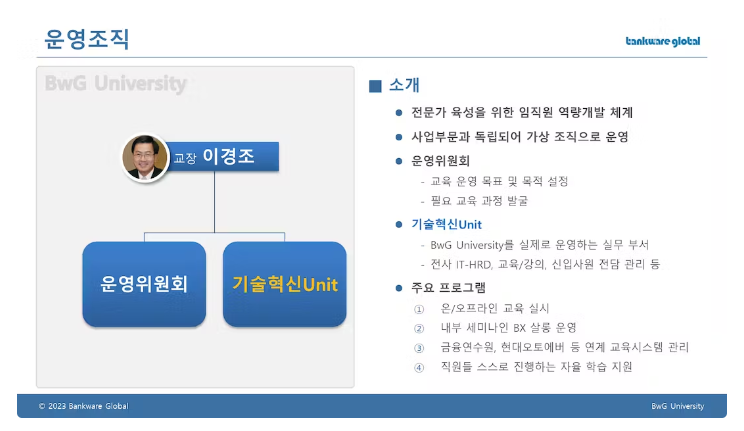 운영조직
bankware global
BwG University
교장 이경조
운영위원회
기술혁신Unit
■ 소개
● 전문가 육성을 위한 임직원 역량개발 체계
● 사업부문과 독립되어 가상 조직으로 운영
● 운영위원회
- 교육 운영 목표 및 목적 설정
- 필요 교육 과정 발굴
● 기술혁신Unit
- BwG University를 실제로 운영하는 실무 부서
- 전사 IT-HRD, 교육/강의, 신입사원 전담 관리 등
● 주요 프로그램
① 온/오프라인 교육 실시
② 내부 세미나인 BX 살롱 운영
③ 금융연수원, 현대오토에버 등 연계 교육시스템 관리
④ 직원들 스스로 진행하는 자율 학습 지원
© 2023 Bankware Global
BwG University